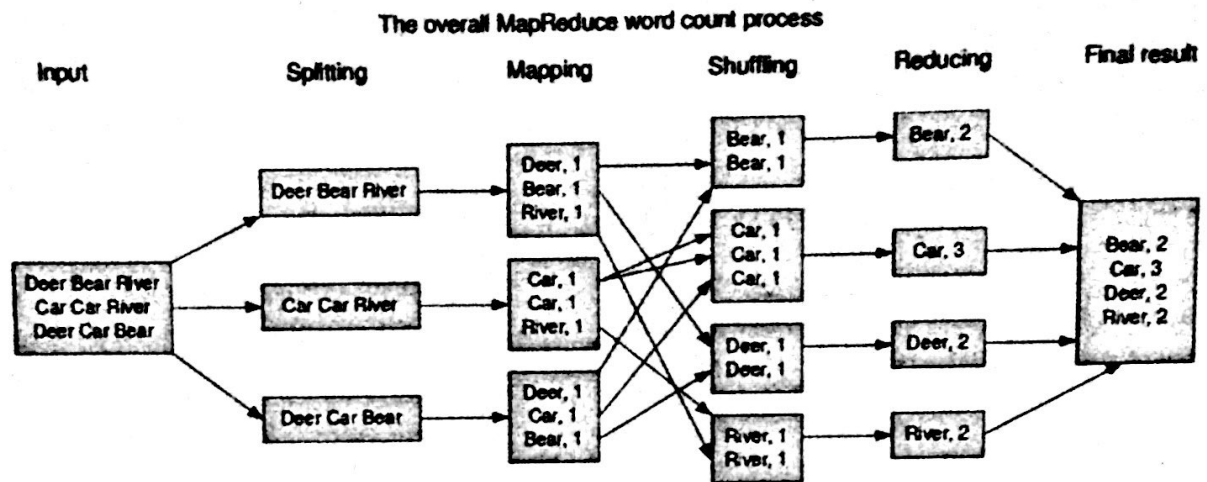 The overall MapReduce word count process
Input
Splitting
Mapping
Shuffling
Reducing
Final result
Deer Bear River
Car Car River
Deer Car Bear
Deer Bear River
Car Car River
Deer Car Bear
Deer, 1
Bear, 1
River, 1
Car, 1
Car, 1
River, 1
Deer, 1
Car, 1
Bear, 1
Bear, 1
Bear, 1
Car, 1
Car, 1
Car, 1
Deer, 1
Deer, 1
River, 1
River, 1
Bear, 2
Car, 3
Deer, 2
River, 2
Bear, 2
Car, 3
Deer, 2
River, 2